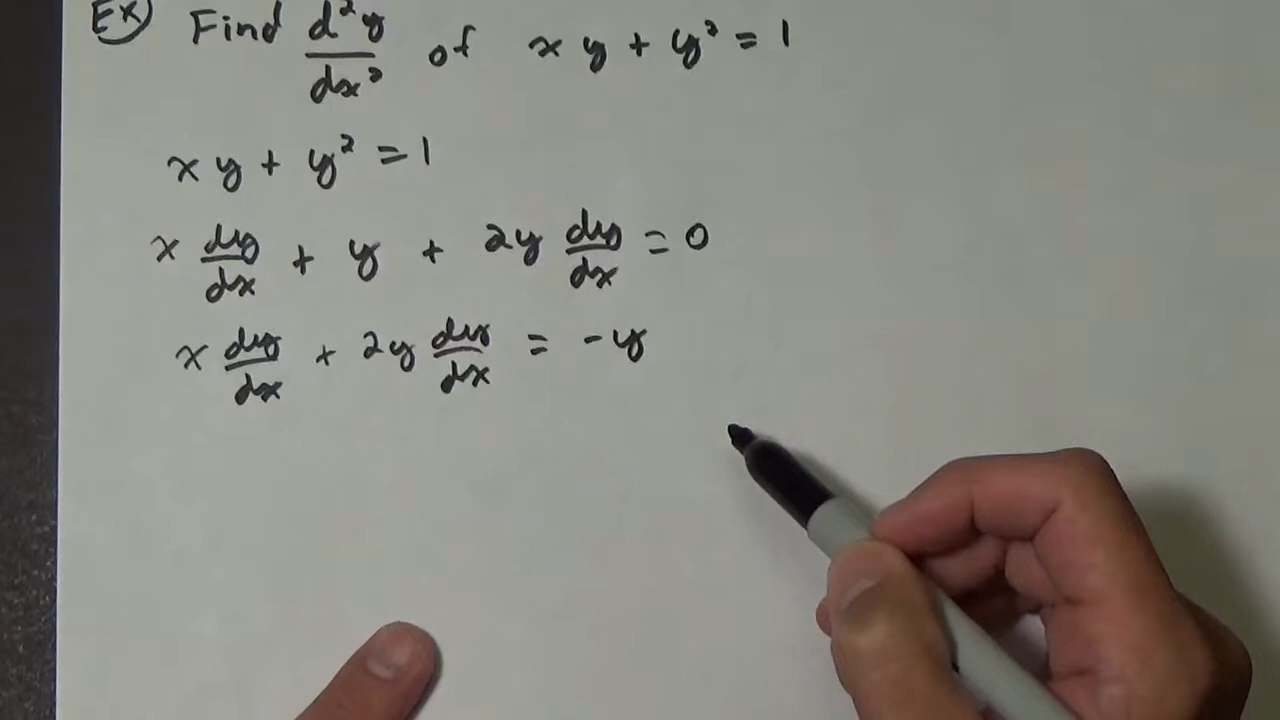 Ex) Find d²y/dx² of xy + y² = 1
xy + y² = 1
x dy/dx + y + 2y dy/dx = 0
x dy/dx + 2y dy/dx = -y